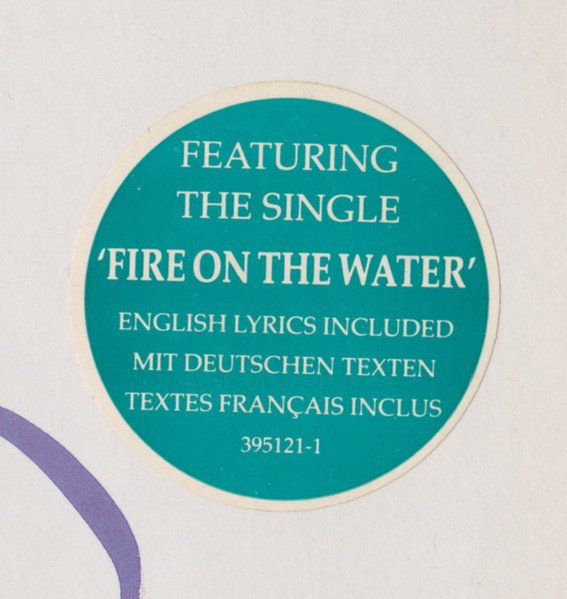 FEATURING
THE SINGLE
‘FIRE ON THE WATER’
ENGLISH LYRICS INCLUDED
MIT DEUTSCHEN TEXTEN
TEXTES FRANÇAIS INCLUS
395121-1